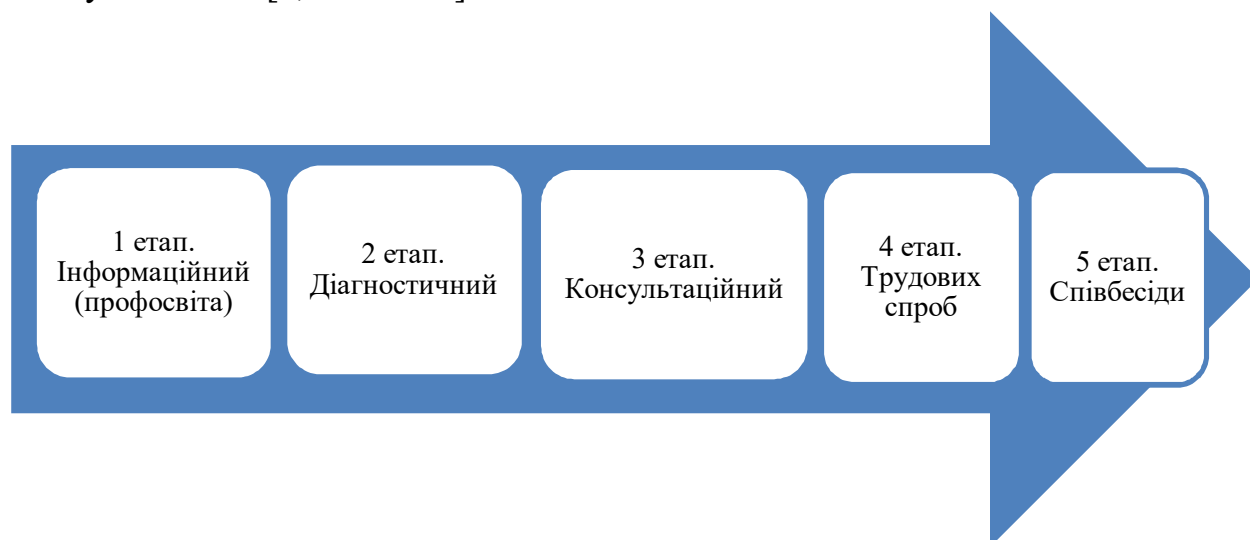 1 етап.
Інформаційний
(профосвіта)
2 етап.
Діагностичний
3 етап.
Консультаційний
4 етап.
Трудових
спроб
5 етап.
Співбесіди